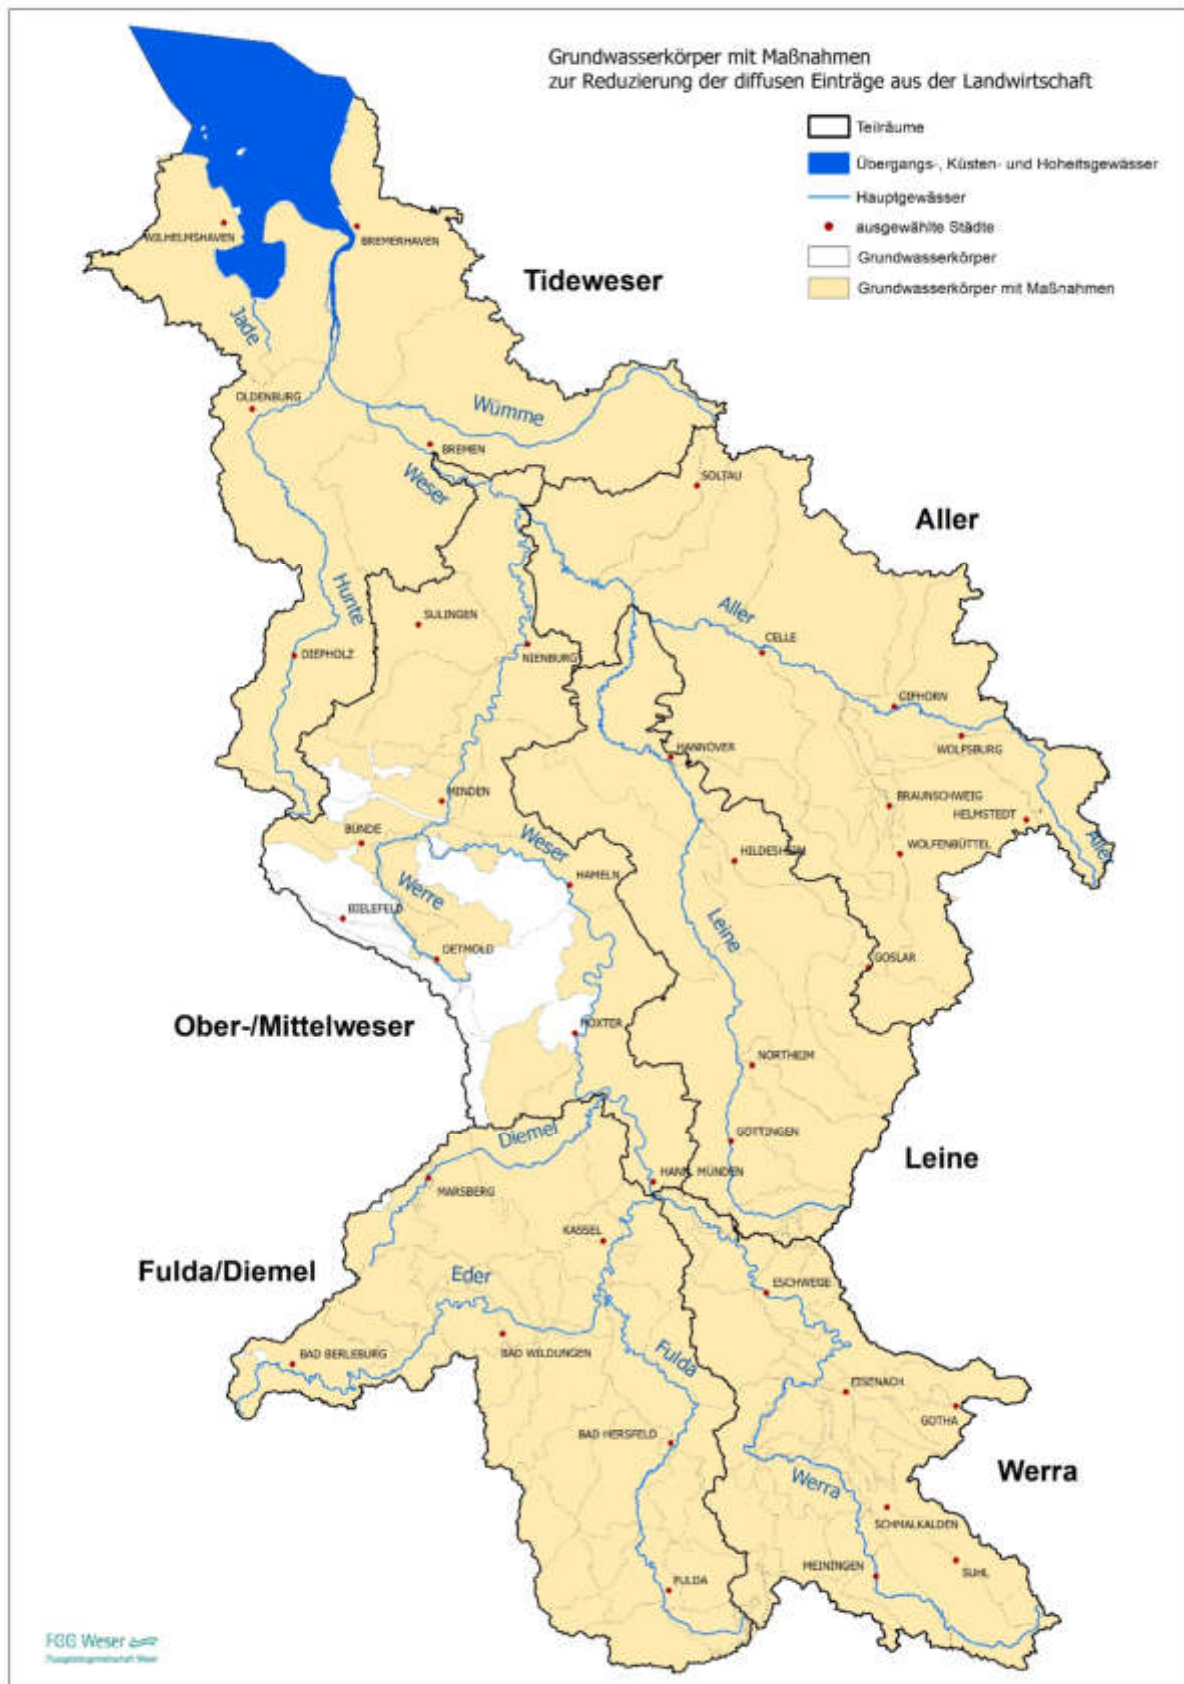 Grundwasserkörper mit Maßnahmen
zur Reduzierung der diffusen Einträge aus der Landwirtschaft
Teilräume
Übergangs-, Küsten- und Hoheitsgewässer
Hauptgewässer
ausgewählte Städte
Grundwasserkörper
Grundwasserkörper mit Maßnahmen
WILHELMSHAVEN
BREMERHAVEN
Tideweser
Jade
OLDENBURG
Wümme
BREMEN
Weser
SOLTAU
Aller
Hunte
SULINGEN
Aller
CELLE
DIEPHOLZ
NIENBURG
GIFHORN
WOLFSBURG
HANNOVER
MINDEN
BRAUNSCHWEIG
HELMSTEDT
BÜNDE
Weser
WOLFENBÜTTEL
Aller
HILDESHEIM
HAMELN
Werre
BIELEFELD
Leine
DETMOLD
GOSLAR
Ober-/Mittelweser
HÖXTER
NORTHEIM
Diemel
GÖTTINGEN
Leine
HANN. MÜNDEN
MARSBERG
KASSEL
Fulda/Diemel
Eder
ESCHWEGE
BAD BERLEBURG
BAD WILDUNGEN
Fulda
EISENACH
GOTHA
BAD HERSFELD
Werra
Werra
SCHMALKALDEN
MEININGEN
SUHL
FULDA
FGG Weser
Flussgebietsgemeinschaft Weser